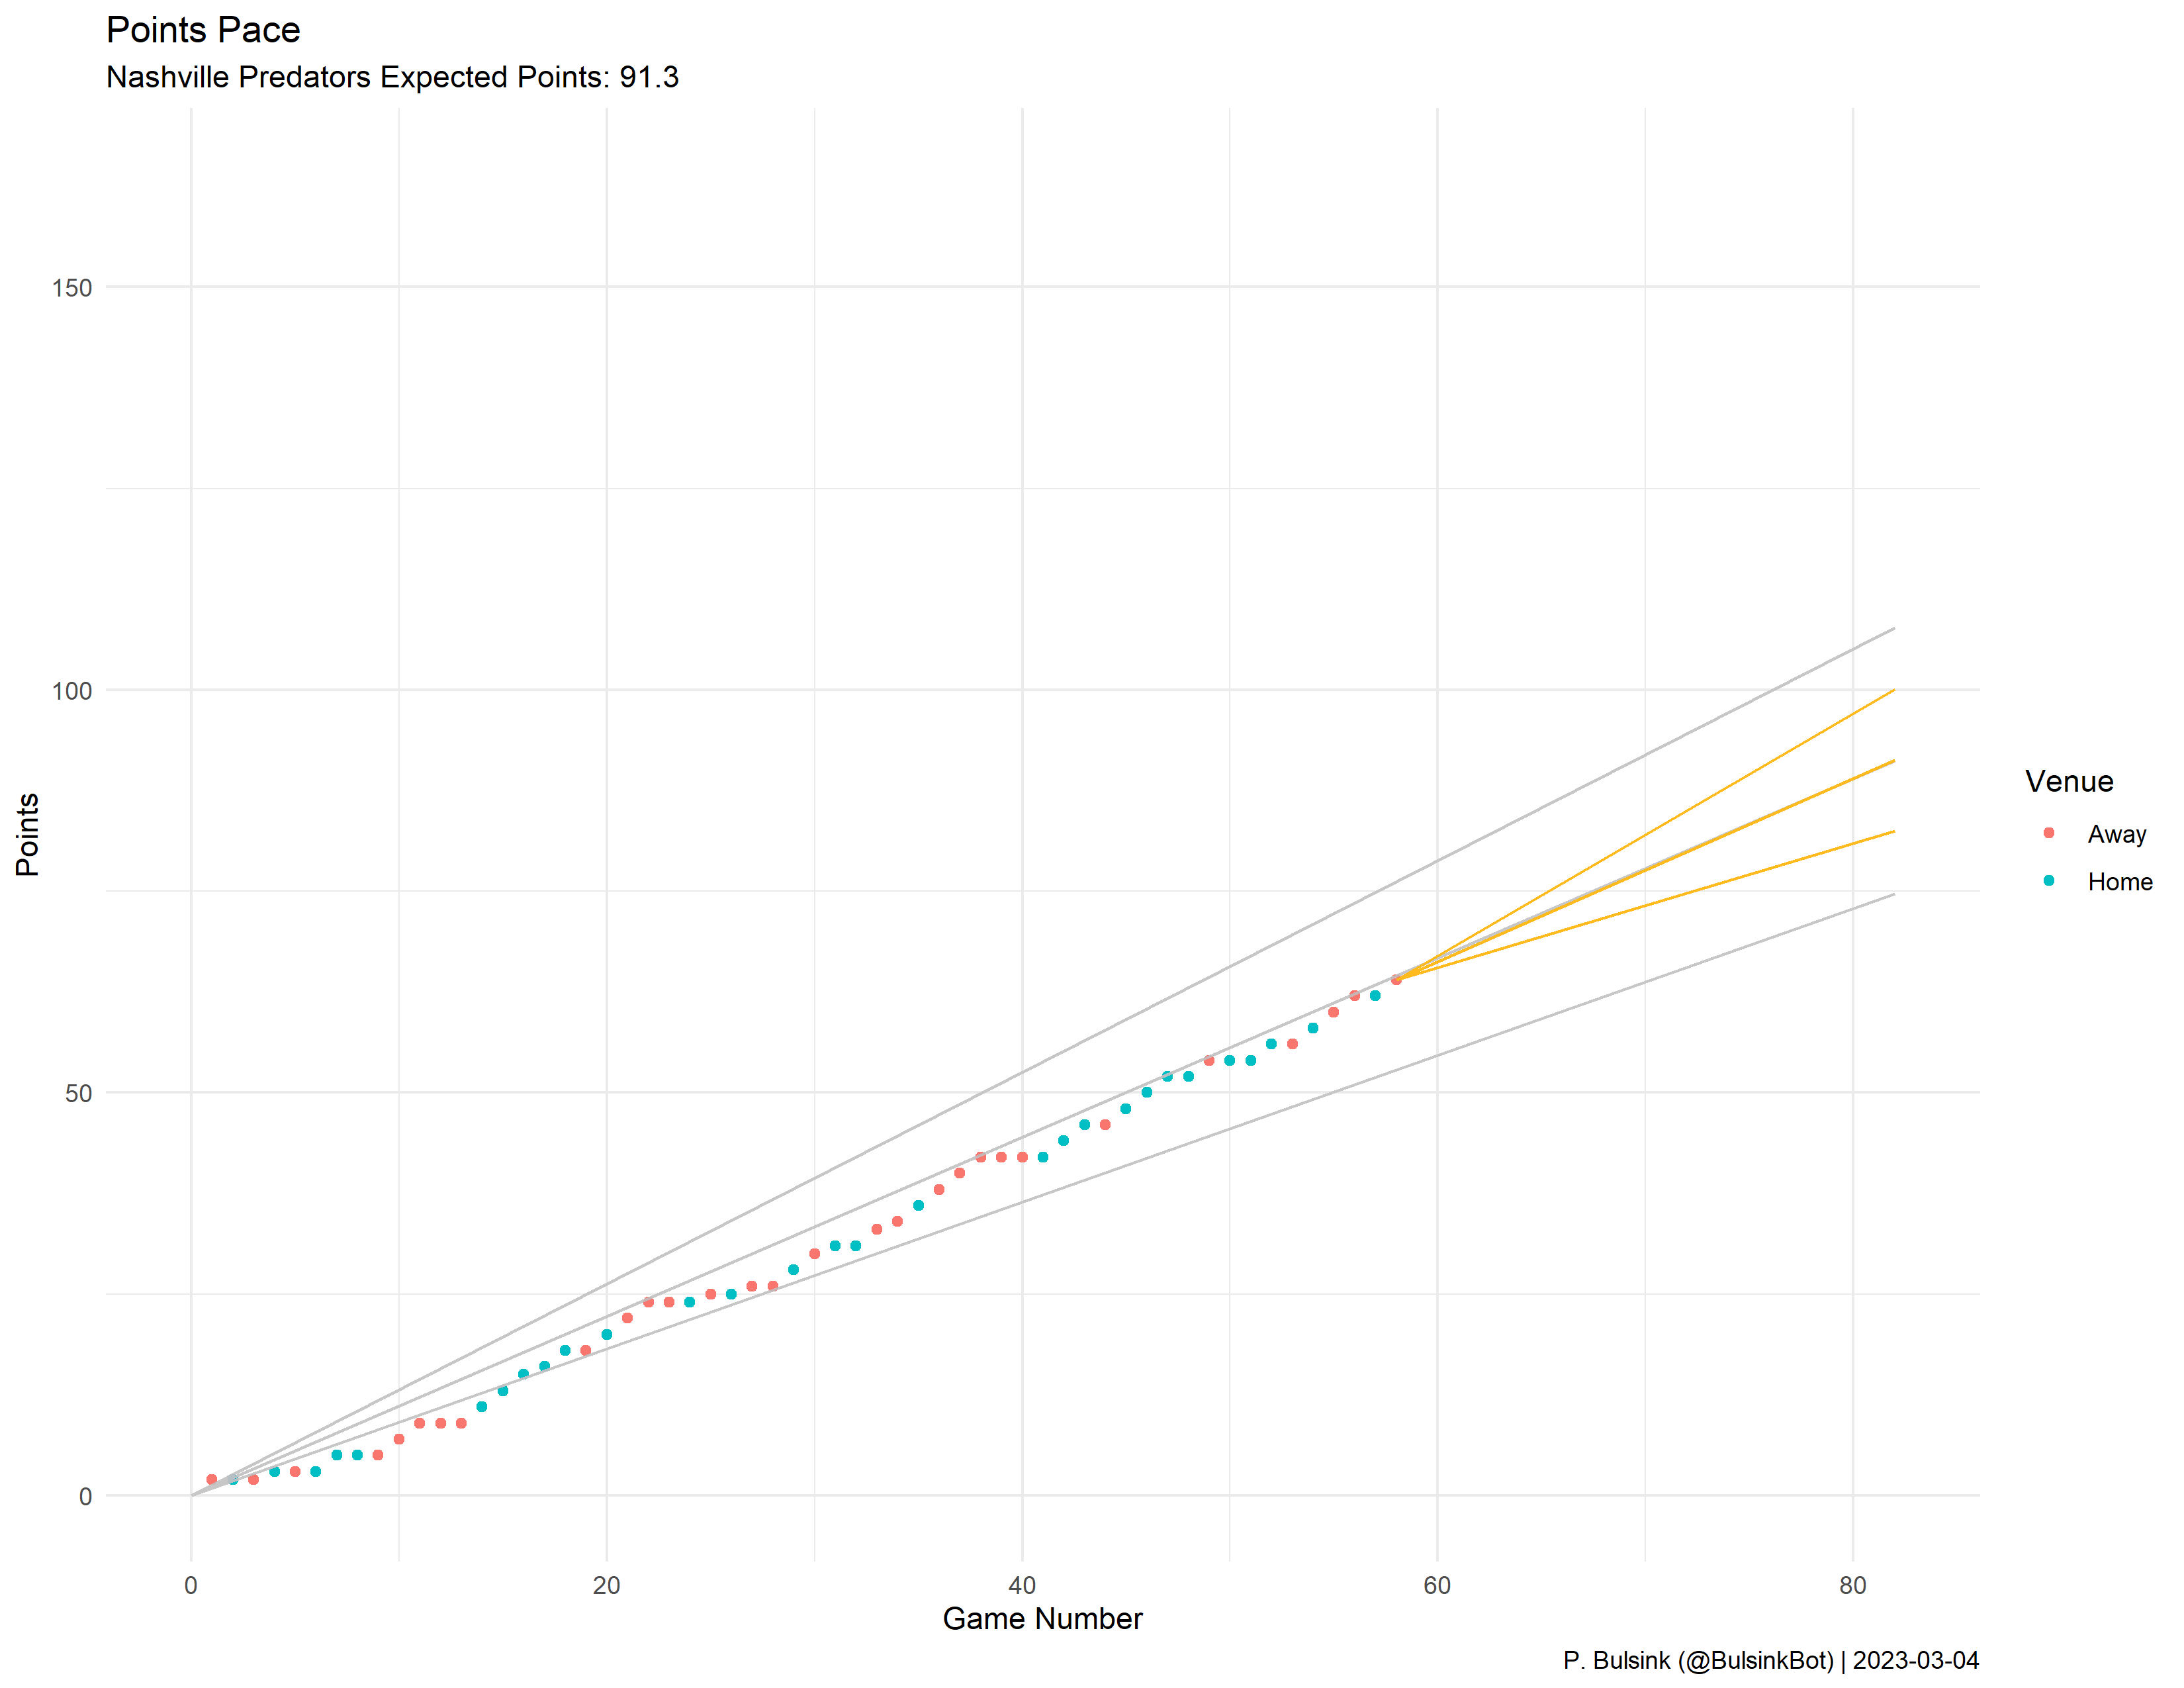 Points Pace
Nashville Predators Expected Points: 91.3
150
100
50
0
Points
0 20 40 60 80
Game Number
Venue
Away
Home
P. Bulsink (@BulsinkBot) | 2023-03-04